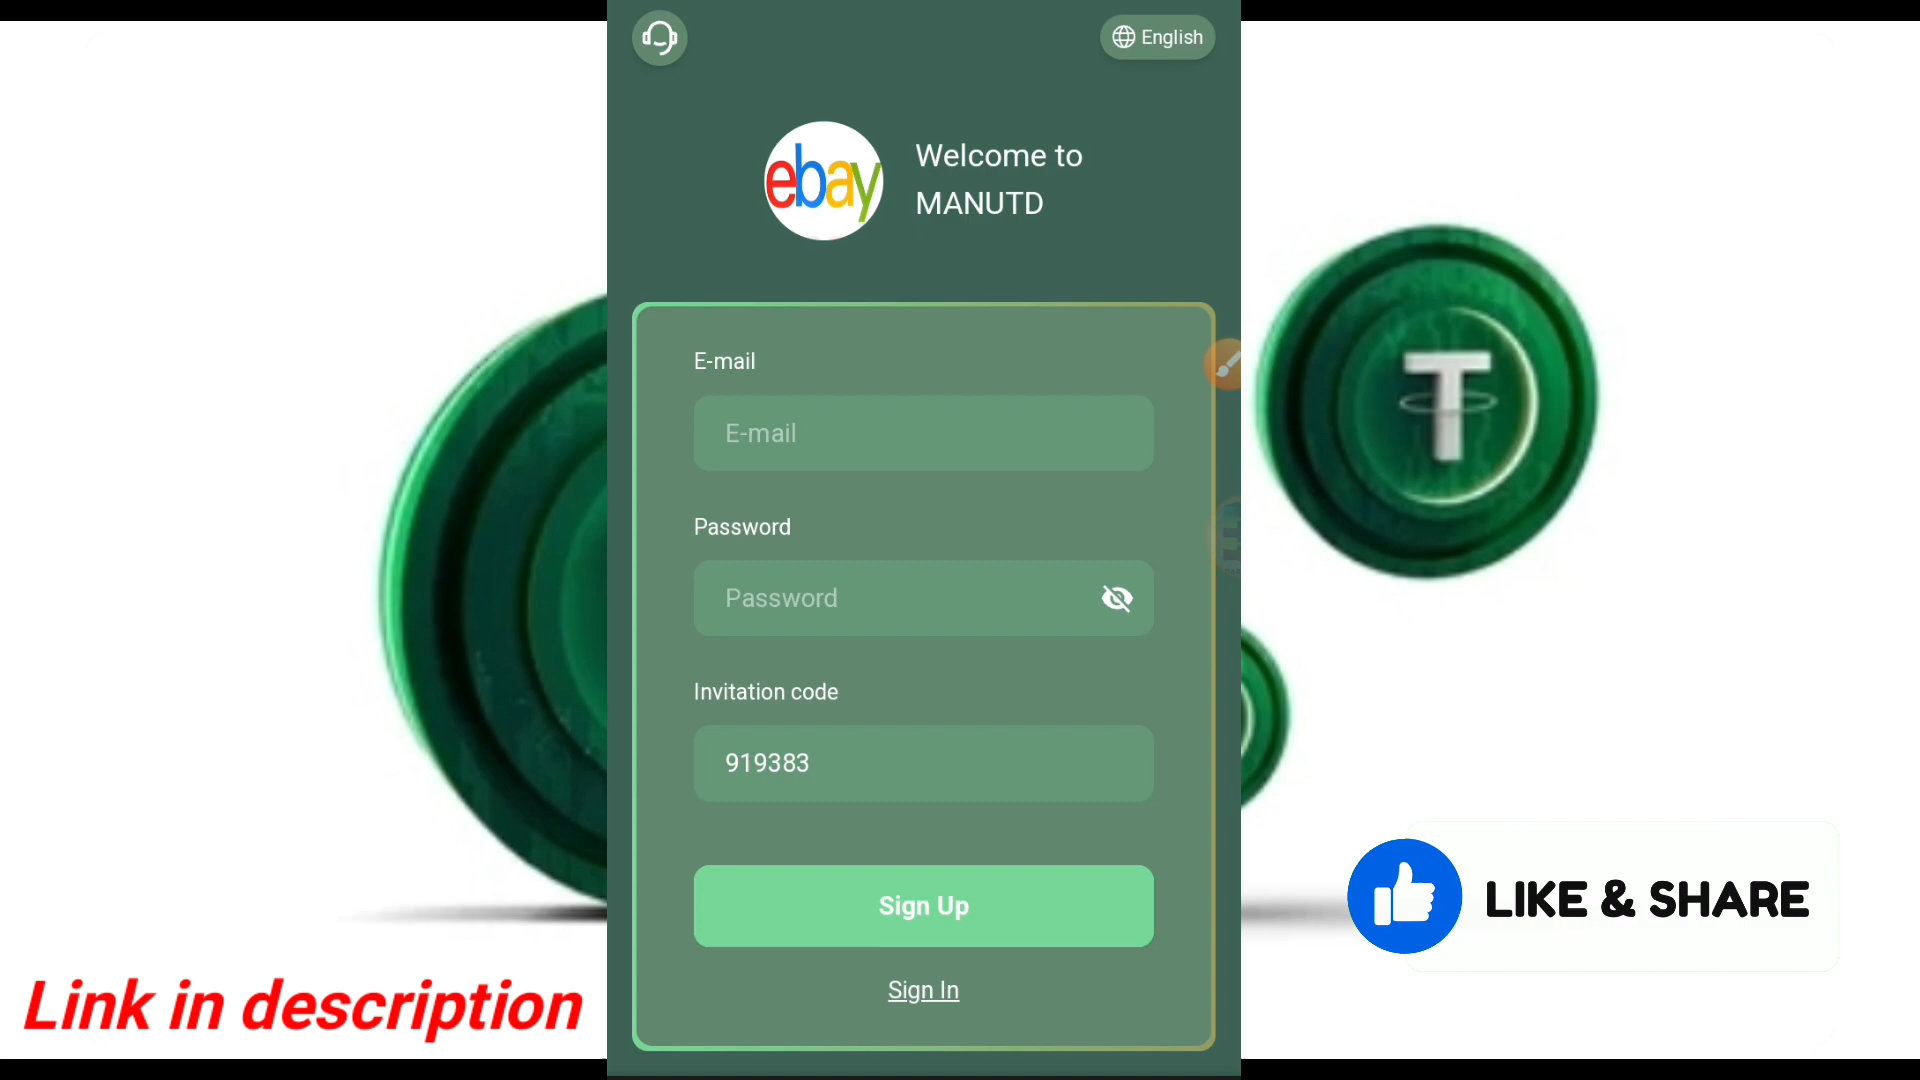 English
ebay
Welcome to
MANUTD
E-mail
E-mail
Password
Password
Invitation code
919383
Sign Up
Sign In
T
LIKE & SHARE
Link in description